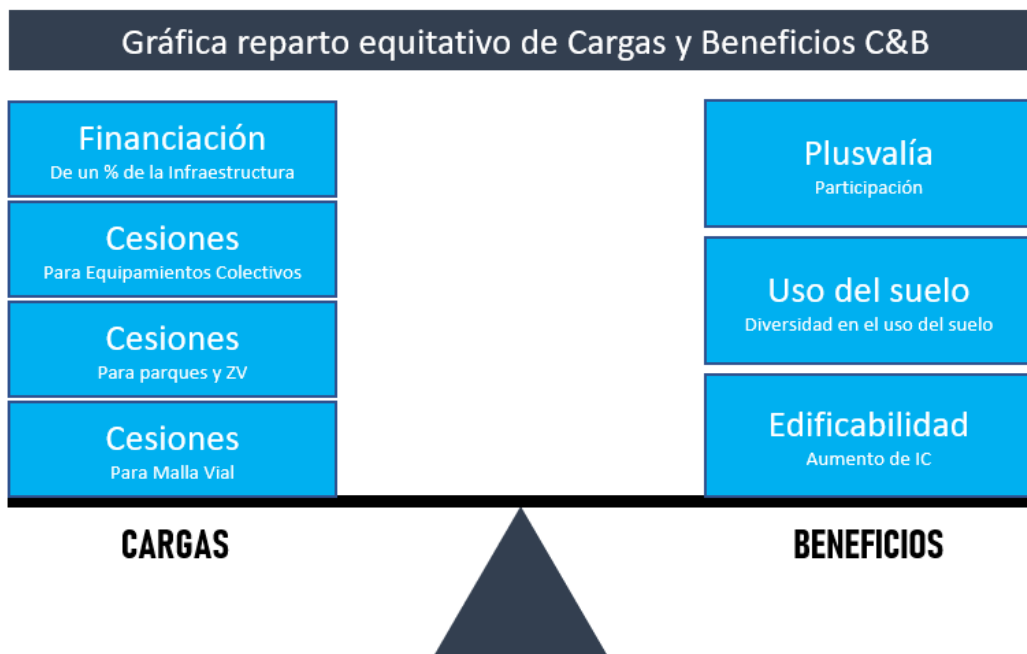 Gráfica reparto equitativo de Cargas y Beneficios C&B
Financiación
De un % de la Infraestructura
Cesiones
Para Equipamientos Colectivos
Cesiones
Para parques y ZV
Cesiones
Para Malla Vial
CARGAS
Plusvalía
Participación
Uso del suelo
Diversidad en el uso del suelo
Edificabilidad
Aumento de IC
BENEFICIOS